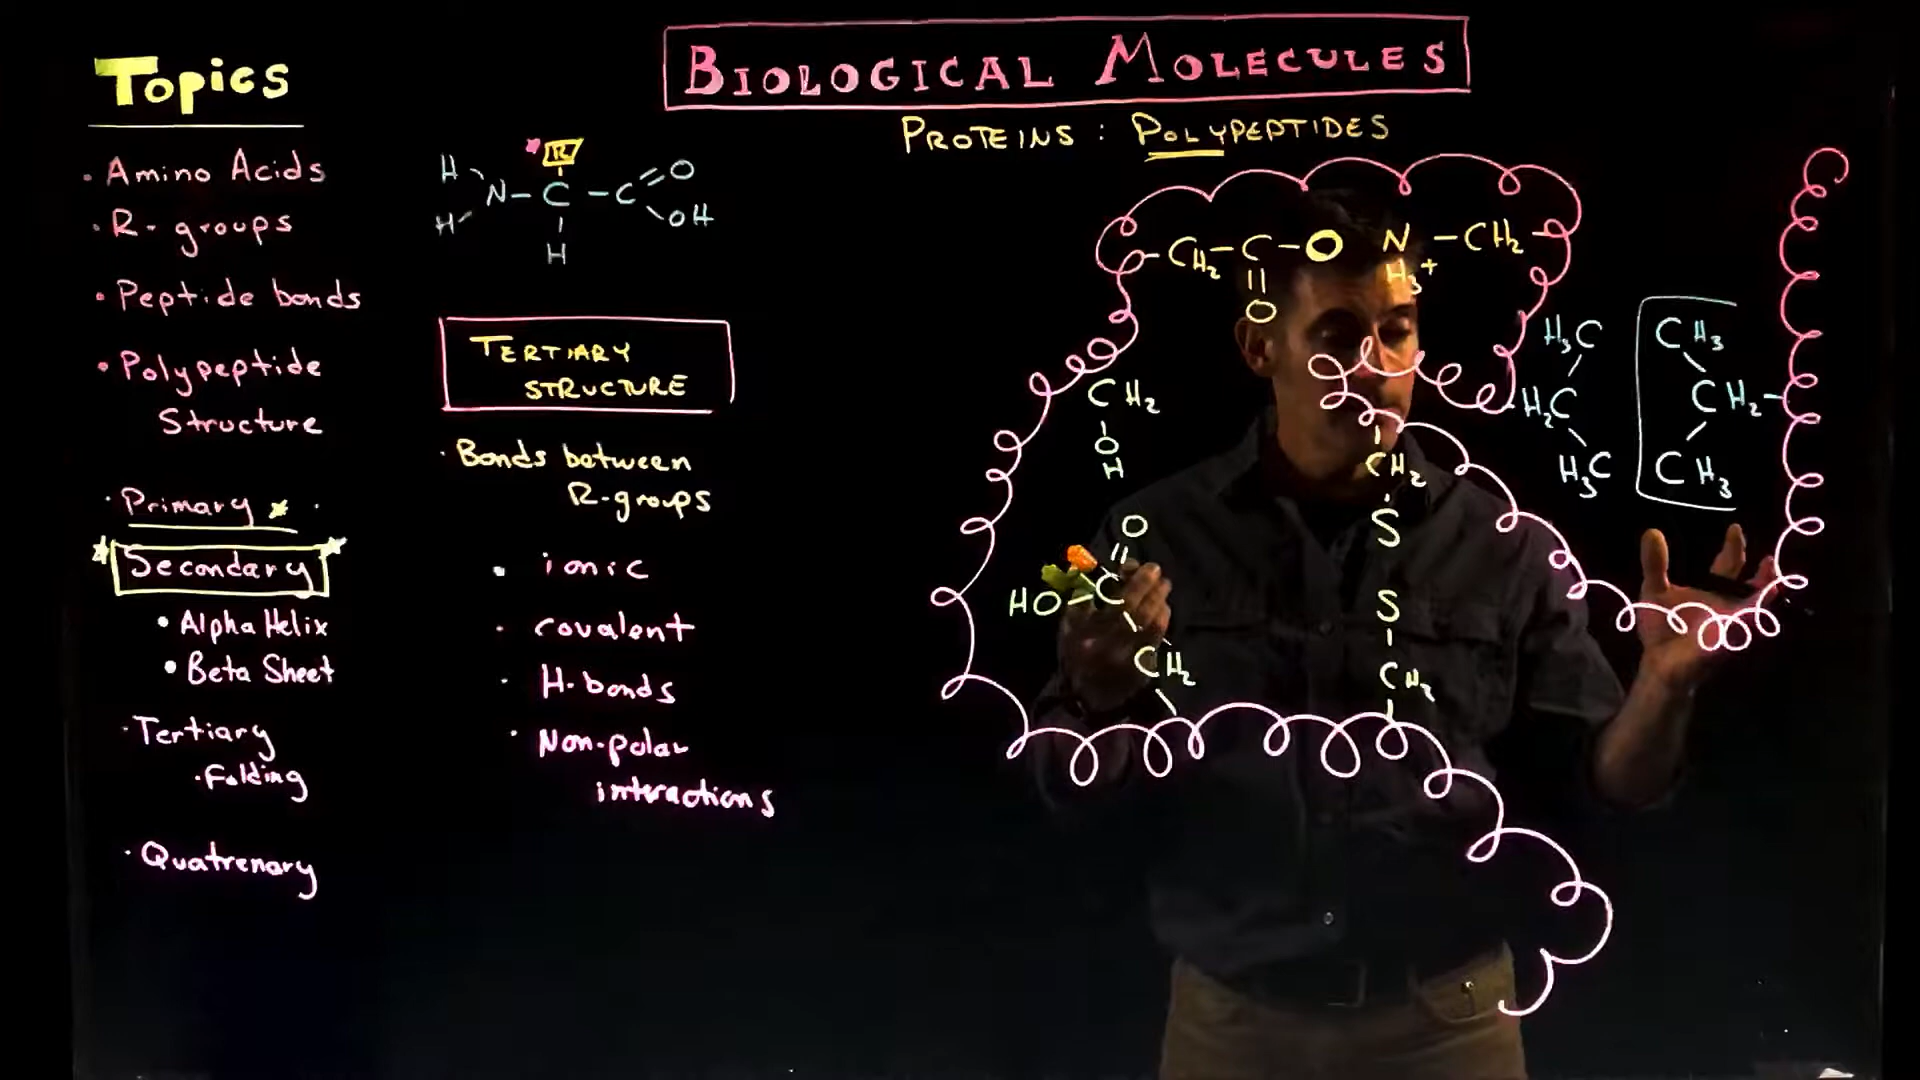 BIOLOGICAL MOLECULES
PROTEINS : POLYPEPTIDES
Topics
· Amino Acids
· R - groups
· Peptide bonds
· Polypeptide
Structure
· Primary
Secondary
• Alpha Helix
• Beta Sheet
· Tertiary
· Folding
· Quatrenary
R
H
N - C - C = O
H
OH
H
TERTIARY
STRUCTURE
· Bonds between
R-groups
· ionic
· covalent
· H-bonds
· Non-polar
interactions
CH2 - C - O
O
N - CH2
H3+
CH2
O
H
O
HO - C
CH2
CH2
S
S
CH2
H3C
H2C
H3C
CH3
CH2
CH3